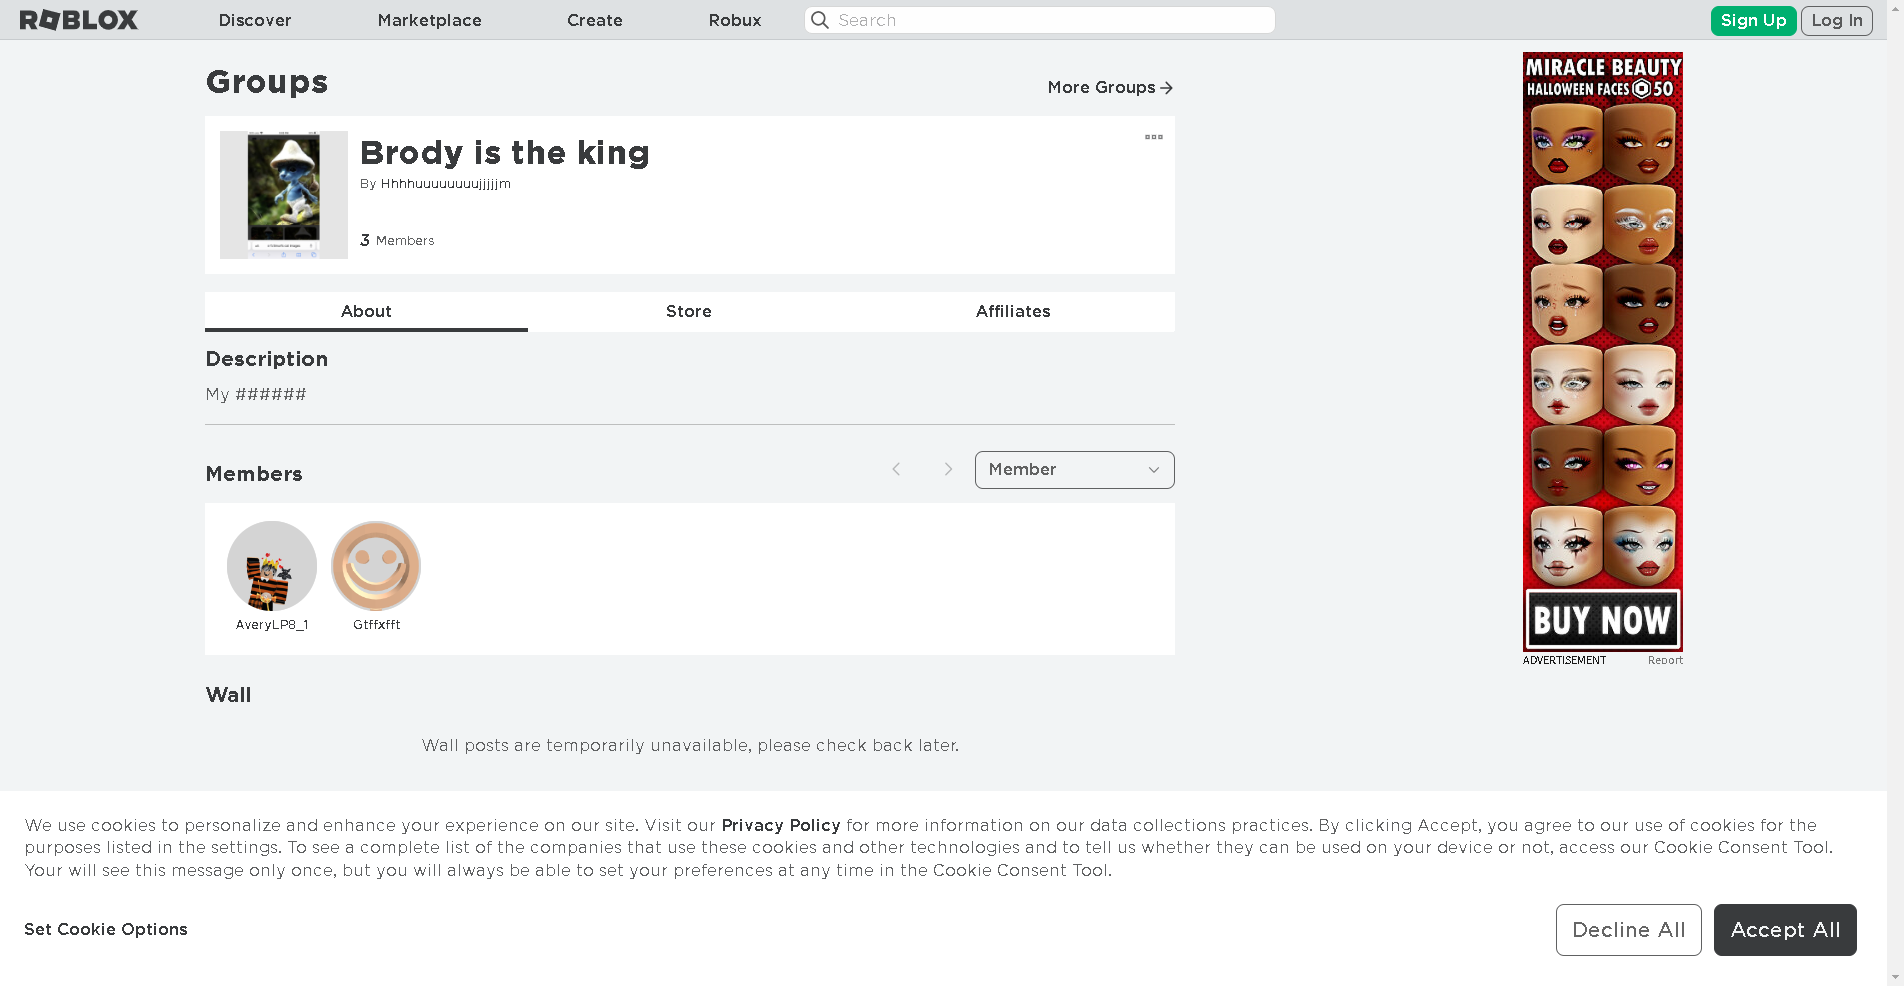 ROBLOX
Discover
Marketplace
Create
Robux
Search
Sign Up
Log In
Groups
More Groups
Brody is the king
By Hhhhuuuuuuuujjjjjm
3 Members
About
Store
Affiliates
Description
My ######
Members
Member
AveryLP8_1
Gtffxfft
Wall
Wall posts are temporarily unavailable, please check back later.
MIRACLE BEAUTY
HALLOWEEN FACES 50
BUY NOW
ADVERTISEMENT
Report
We use cookies to personalize and enhance your experience on our site. Visit our Privacy Policy for more information on our data collections practices. By clicking Accept, you agree to our use of cookies for the
purposes listed in the settings. To see a complete list of the companies that use these cookies and other technologies and to tell us whether they can be used on your device or not, access our Cookie Consent Tool.
Your will see this message only once, but you will always be able to set your preferences at any time in the Cookie Consent Tool.
Set Cookie Options
Decline All
Accept All